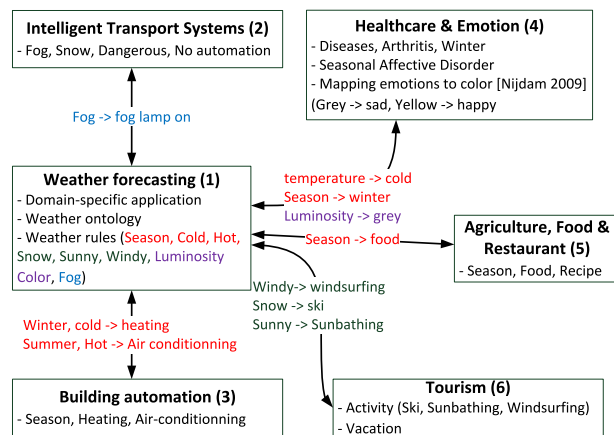 Intelligent Transport Systems (2)
- Fog, Snow, Dangerous, No automation
Healthcare & Emotion (4)
- Diseases, Arthritis, Winter
- Seasonal Affective Disorder
- Mapping emotions to color [Nijdam 2009]
(Grey -> sad, Yellow -> happy
Fog -> fog lamp on
Weather forecasting (1)
- Domain-specific application
- Weather ontology
- Weather rules (Season, Cold, Hot,
Snow, Sunny, Windy, Luminosity
Color, Fog)
temperature -> cold
Season -> winter
Luminosity -> grey
Season -> food
Agriculture, Food &
Restaurant (5)
- Season, Food, Recipe
Windy-> windsurfing
Snow -> ski
Sunny -> Sunbathing
Winter, cold -> heating
Summer, Hot -> Air conditionning
Building automation (3)
- Season, Heating, Air-conditionning
Tourism (6)
- Activity (Ski, Sunbathing, Windsurfing)
- Vacation